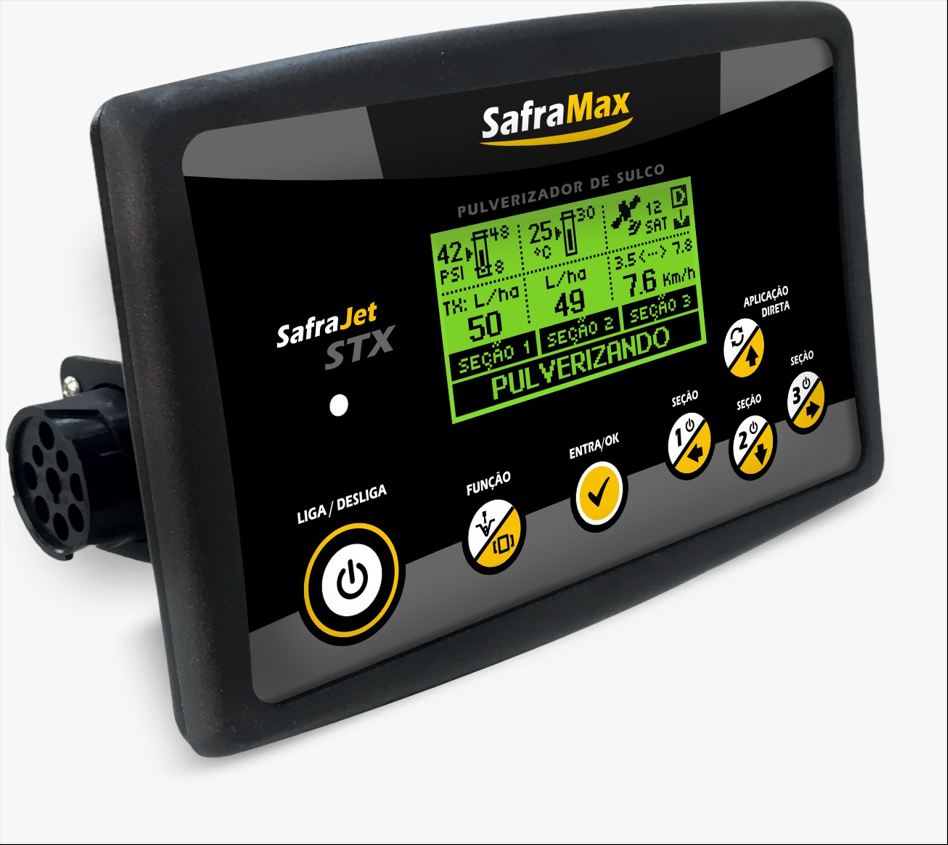 SafraMax
PULVERIZADOR DE SULCO
42 PSI 48 8
25 °C 30
12 SAT D
TX: L/ha 50
L/ha 49
3.5<-->7.8
7.6 Km/h
SEÇÃO 1 SEÇÃO 2 SEÇÃO 3
PULVERIZANDO
SafraJet
STX
APLICAÇÃO
DIRETA
SEÇÃO
3
SEÇÃO
1
SEÇÃO
2
ENTRA/OK
FUNÇÃO
LIGA / DESLIGA